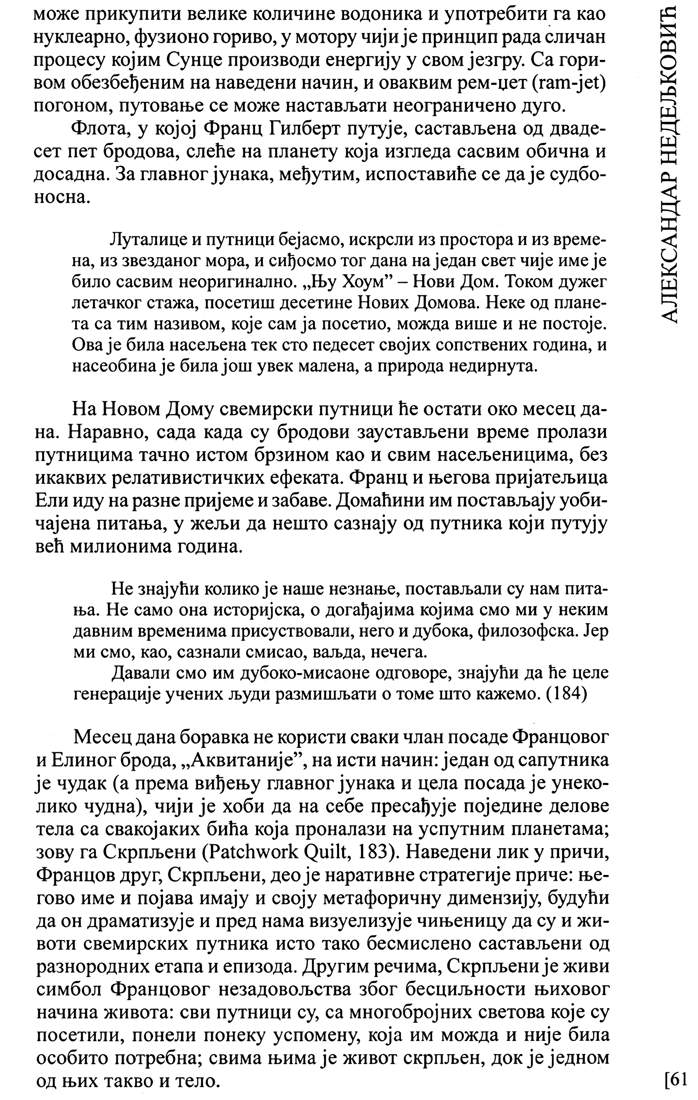 може прикупити велике количине водоника и употребити га као
нуклеарно, фузионо гориво, у мотору чији је принцип рада сличан
процесу којим Сунце производи енергију у свом језгру. Са гори-
вом обезбеђеним на наведени начин, и оваквим рем-џет (ram-jet)
погоном, путовање се може настављати неограничено дуго.
Флота, у којој Франц Гилберт путује, састављена од дваде-
сет пет бродова, слеће на планету која изгледа сасвим обична и
досадна. За главног јунака, међутим, испоставиће се да је судбо-
носна.
Луталице и путници бејасмо, искрсли из простора и из време-
на, из звезданог мора, и сиђосмо тог дана на један свет чије име је
било сасвим неоригинално. „Њу Хоум” – Нови Дом. Током дужег
летачког стажа, посетиш десетине Нових Домова. Неке од плане-
та са тим називом, које сам ја посетио, можда више и не постоје.
Ова је била насељена тек сто педесет својих сопствених година, и
насеобина је била још увек малена, а природа недирнута.
На Новом Дому свемирски путници ће остати око месец да-
на. Наравно, сада када су бродови заустављени време пролази
путницима тачно истом брзином као и свим насељеницима, без
икаквих релативистичких ефеката. Франц и његова пријатељица
Ели иду на разне пријеме и забаве. Домаћини им постављају уоби-
чајена питања, у жељи да нешто сазнају од путника који путују
већ милионима година.
Не знајући колико је наше незнање, постављали су нам пита-
ња. Не само она историјска, о догађајима којима смо ми у неким
давним временима присуствовали, него и дубока, филозофска. Јер
ми смо, као, сазнали смисао, ваљда, нечега.
Давали смо им дубоко-мисаоне одговоре, знајући да ће целе
генерације учених људи размишљати о томе што кажемо. (184)
Месец дана боравка не користи сваки члан посаде Францовог
и Елиног брода, „Аквитаније”, на исти начин: један од сапутника
је чудак (а према виђењу главног јунака и цела посада је унеко-
лико чудна), чији је хоби да на себе пресађује поједине делове
тела са свакојаких бића која проналази на успутним планетама;
зову га Скрпљени (Patchwork Quilt, 183). Наведени лик у причи,
Францов друг, Скрпљени, део је наративне стратегије приче: ње-
гово име и појава имају и своју метафоричну димензију, будући
да он драматизује и пред нама визуелизује чињеницу да су и жи-
воти свемирских путника исто тако бесмислено састављени од
разнородних етапа и епизода. Другим речима, Скрпљени је живи
симбол Францовог незадовољства због бесциљности њиховог
начина живота: сви путници су, са многобројних светова које су
посетили, понели понеку успомену, која им можда и није била
особито потребна; свима њима је живот скрпљен, док је једном
од њих такво и тело.
АЛЕКСАНДАР НЕДЕЉКОВИЋ
[61